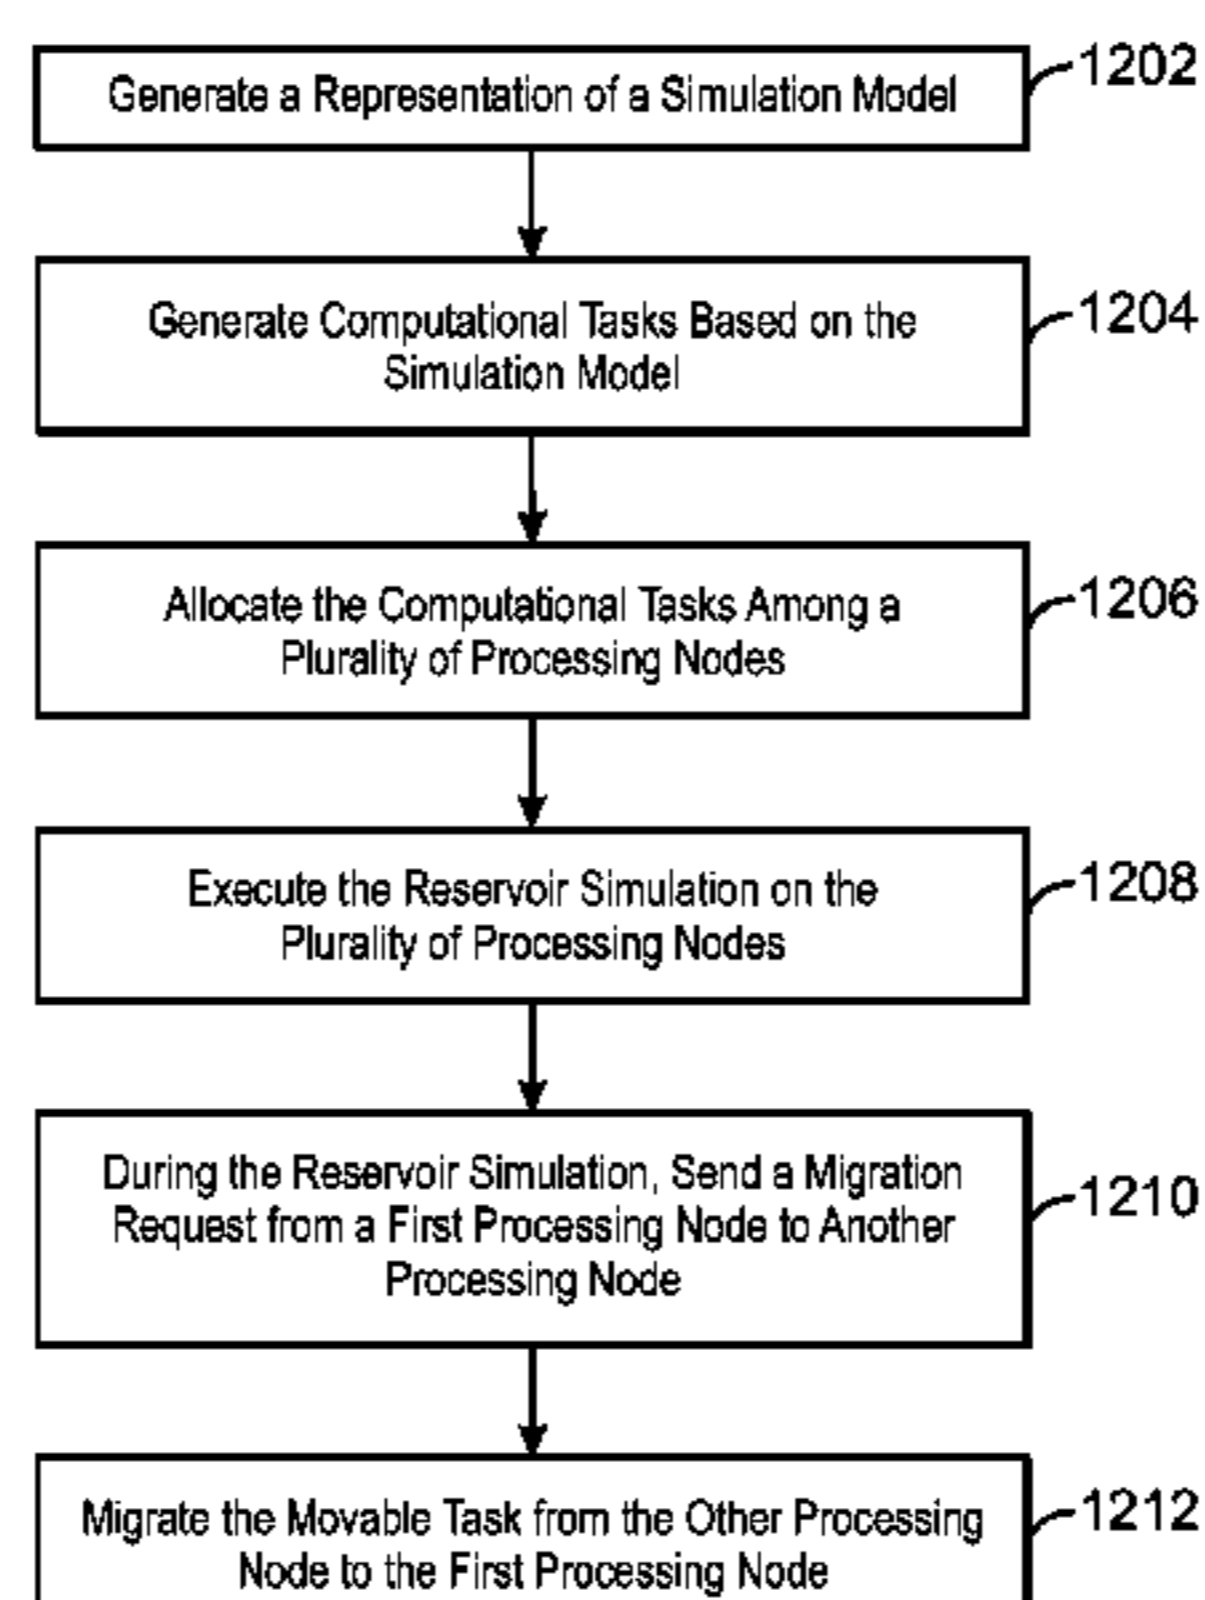 Generate a Representation of a Simulation Model
1202
Generate Computational Tasks Based on the
Simulation Model
1204
Allocate the Computational Tasks Among a
Plurality of Processing Nodes
1206
Execute the Reservoir Simulation on the
Plurality of Processing Nodes
1208
During the Reservoir Simulation, Send a Migration
Request from a First Processing Node to Another
Processing Node
1210
Migrate the Movable Task from the Other Processing
Node to the First Processing Node
1212